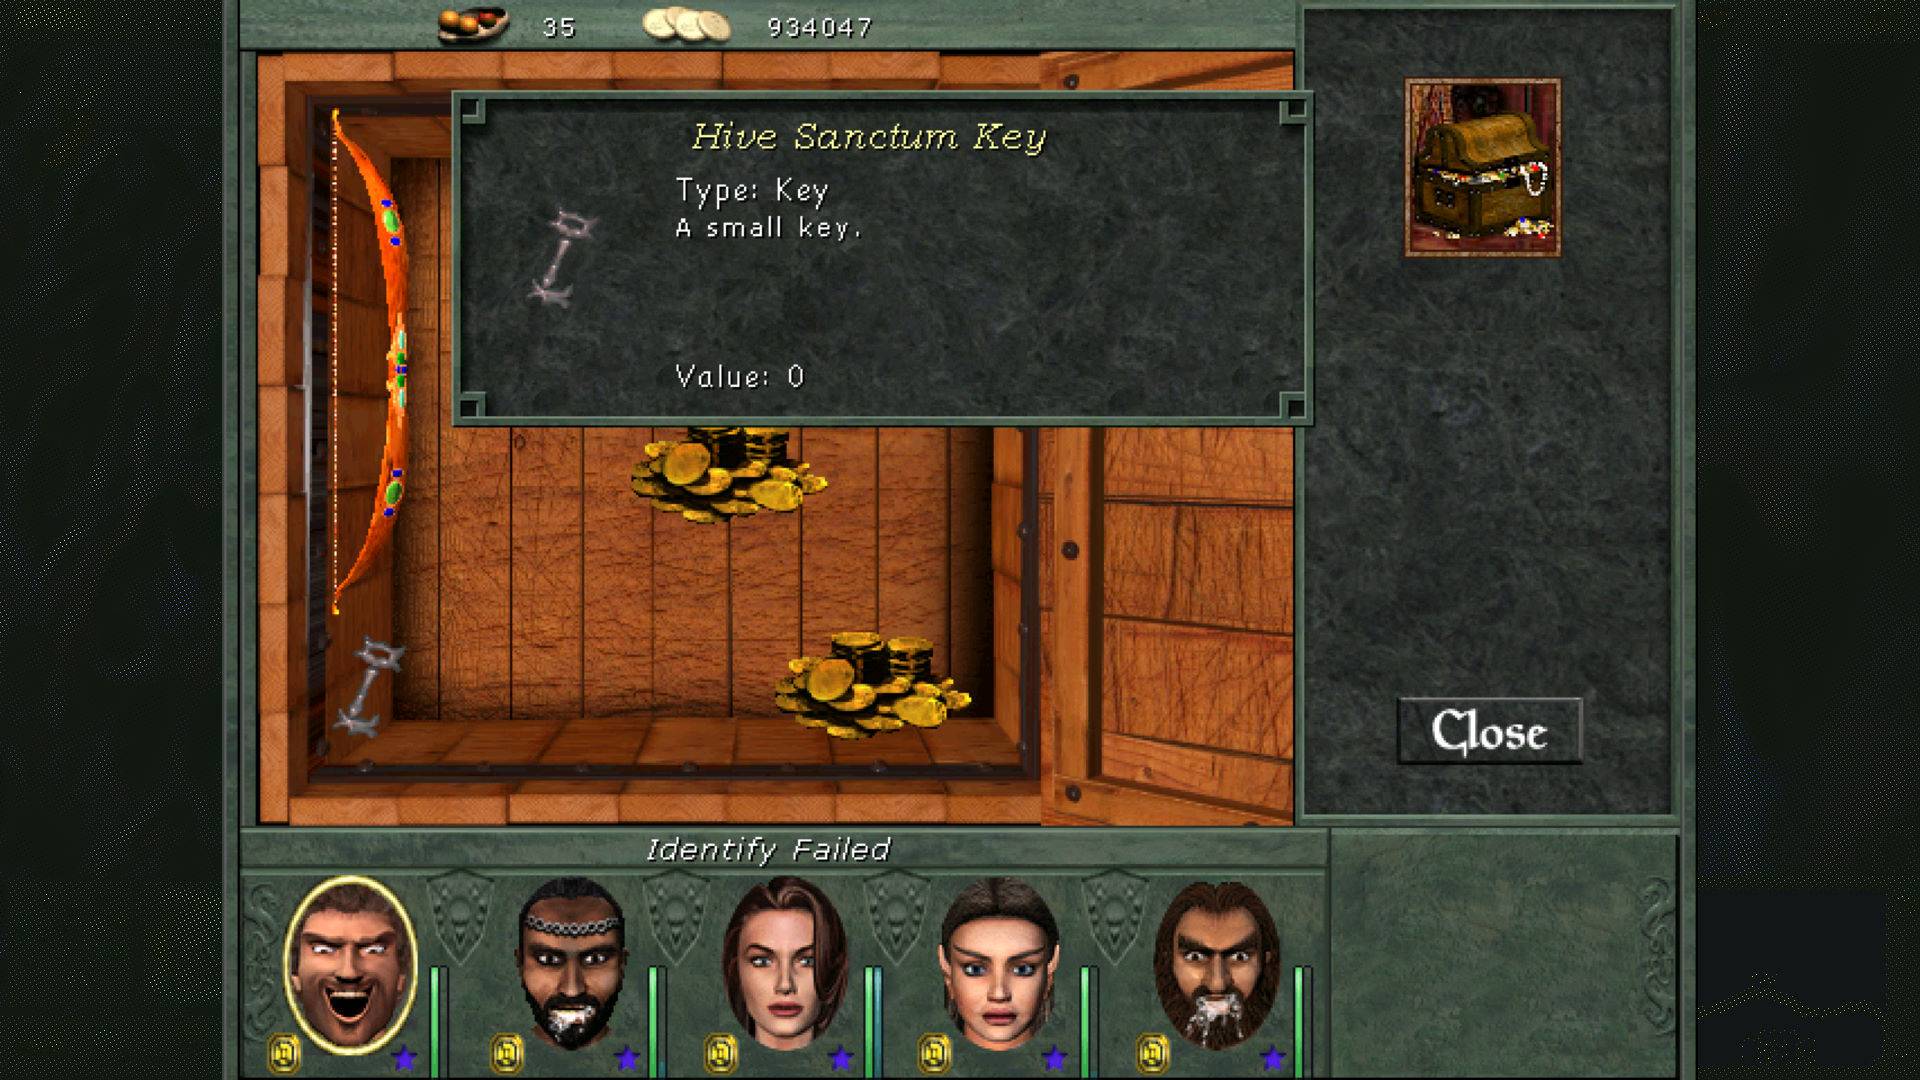 35 934047
Hive Sanctum Key
Type: Key
A small key.
Value: 0
Close
Identify Failed